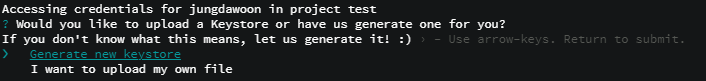 Accessing credentials for jungdawoon in project test
? Would you like to upload a Keystore or have us generate one for you?
If you don't know what this means, let us generate it! :) › - Use arrow-keys. Return to submit.
❯ Generate new keystore
I want to upload my own file